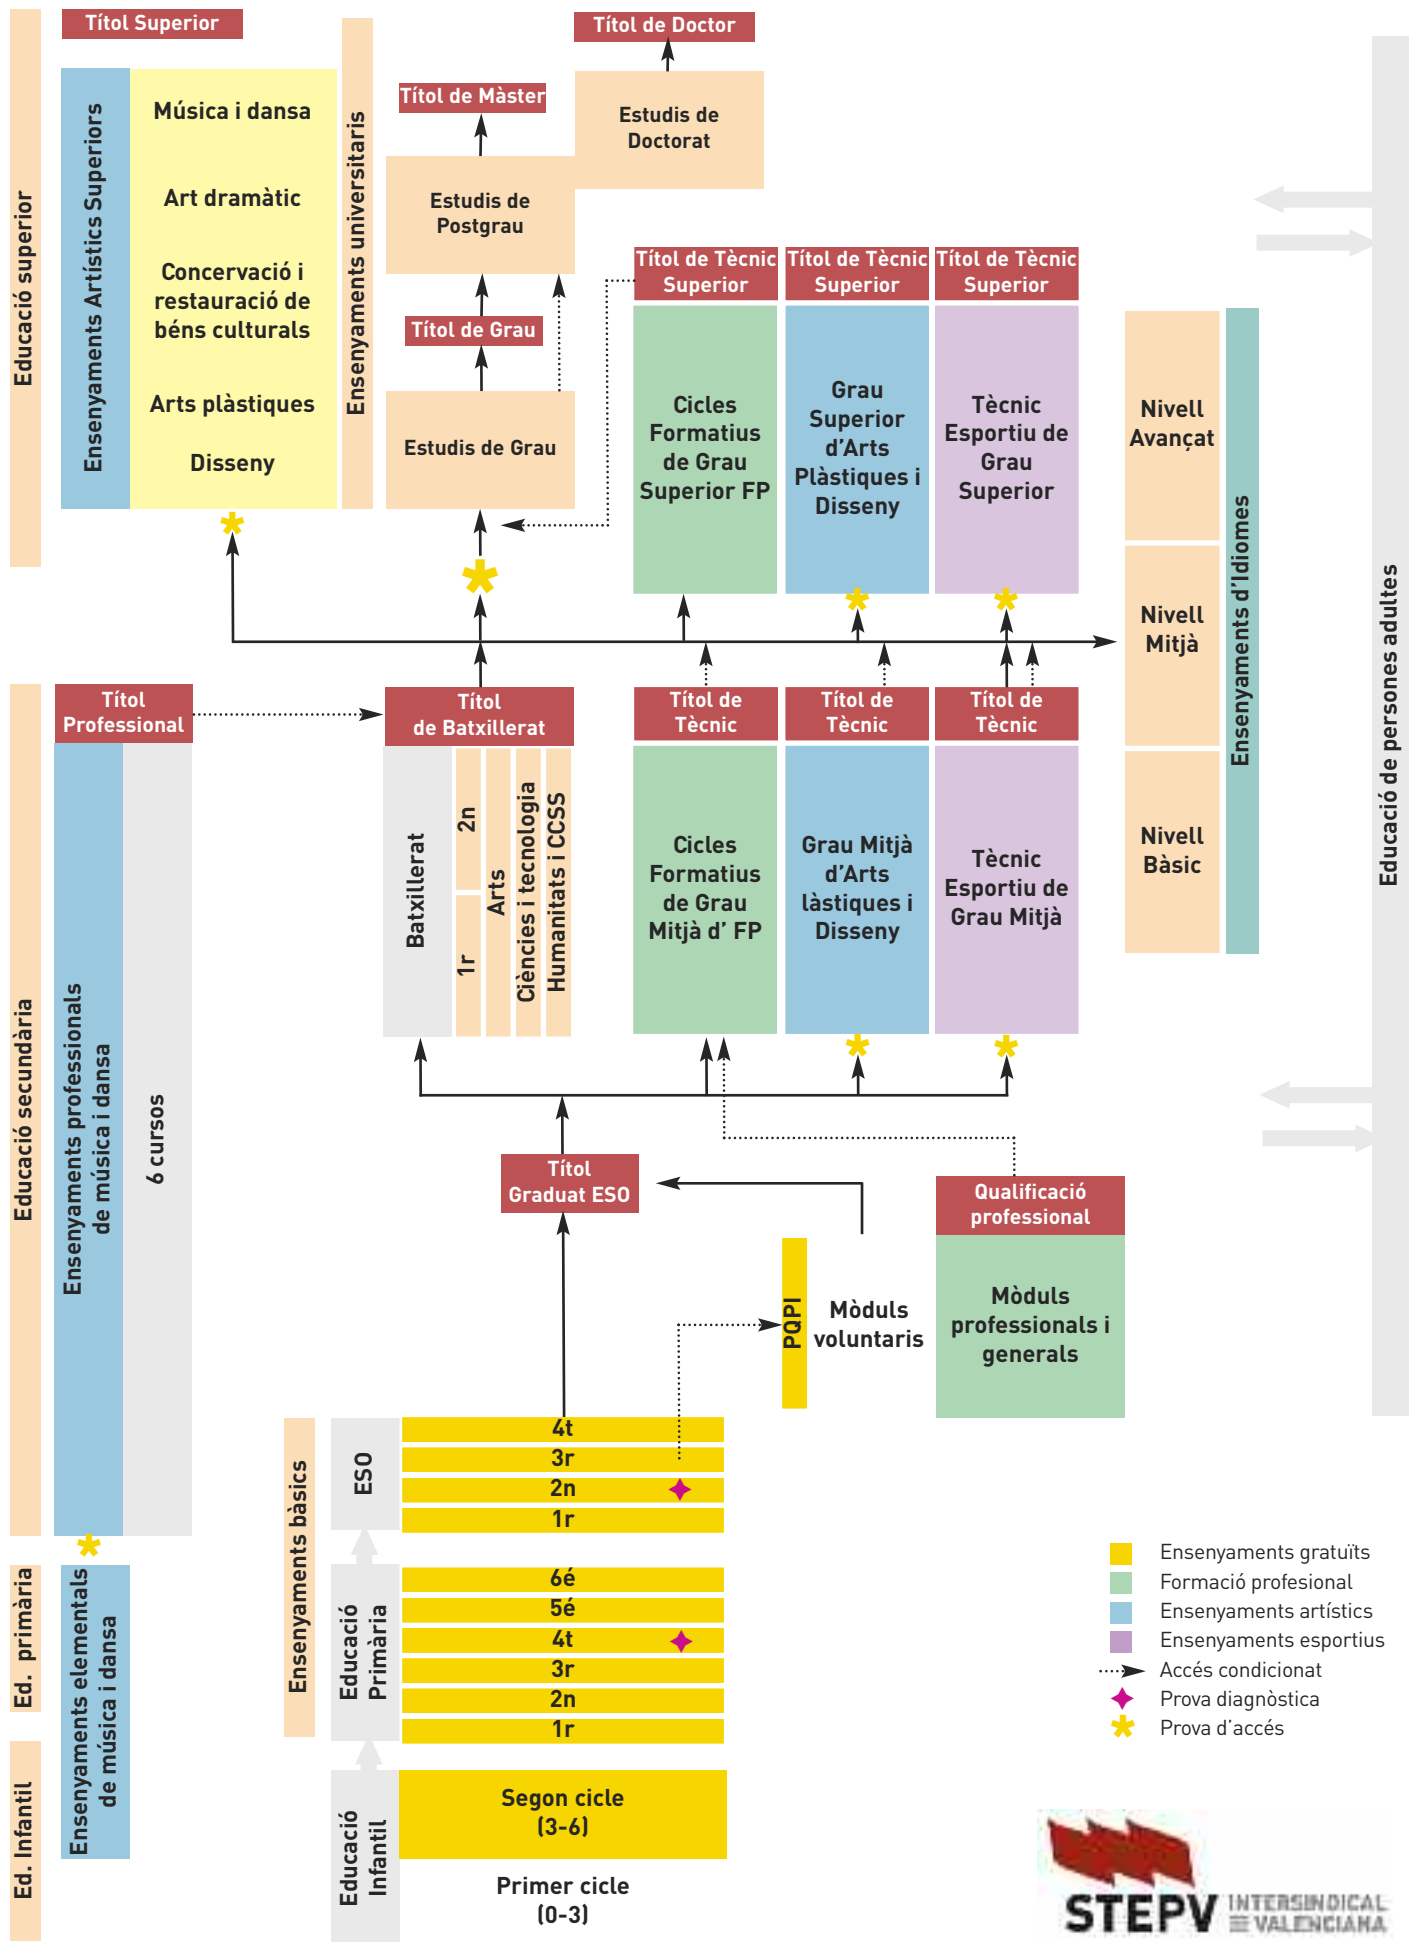 Títol Superior
Títol de Doctor
Títol de Màster
Educació superior
Ensenyaments Artístics Superiors
Música i dansa
Art dramàtic
Concervació i
restauració de
béns culturals
Arts plàstiques
Disseny
Ensenyaments universitaris
Estudis de
Doctorat
Estudis de
Postgrau
Títol de Grau
Estudis de Grau
Títol de Tècnic
Superior
Títol de Tècnic
Superior
Títol de Tècnic
Superior
Cicles
Formatius
de Grau
Superior FP
Grau
Superior
d’Arts
Plàstiques i
Disseny
Tècnic
Esportiu de
Grau
Superior
Nivell
Avançat
Nivell
Mitjà
Nivell
Bàsic
Ensenyaments d’Idiomes
Educació de persones adultes
Educació secundària
Títol
Professional
Ensenyaments professionals
de música i dansa
6 cursos
Títol
de Batxillerat
Batxillerat
2n
1r
Arts
Ciències i tecnologia
Humanitats i CCSS
Títol de
Tècnic
Títol de
Tècnic
Títol de
Tècnic
Cicles
Formatius
de Grau
Mitjà d’ FP
Grau Mitjà
d’Arts
làstiques i
Disseny
Tècnic
Esportiu de
Grau Mitjà
Títol
Graduat ESO
Qualificació
professional
PQPI
Mòduls
voluntaris
Mòduls
professionals i
generals
Ensenyaments bàsics
ESO
4t
3r
2n
1r
Ed. primària
Ensenyaments elementals
de música i dansa
Educació
Primària
6é
5é
4t
3r
2n
1r
Ed. Infantil
Educació
Infantil
Segon cicle
(3-6)
Primer cicle
(0-3)
Ensenyaments gratuïts
Formació profesional
Ensenyaments artístics
Ensenyaments esportius
Accés condicionat
Prova diagnòstica
Prova d’accés
STEPV INTERSINDICAL
VALENCIANA